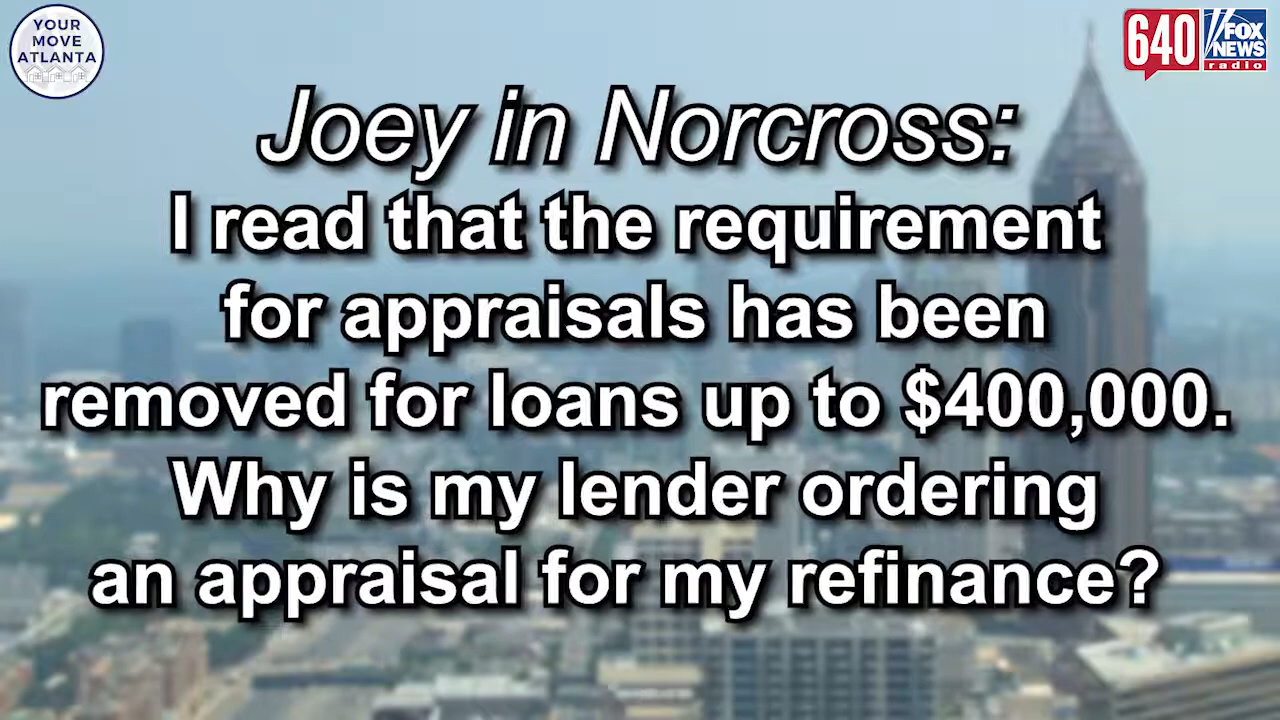 YOUR
MOVE
ATLANTA
640
FOX
NEWS
radio
Joey in Norcross:
I read that the requirement
for appraisals has been
removed for loans up to $400,000.
Why is my lender ordering
an appraisal for my refinance?